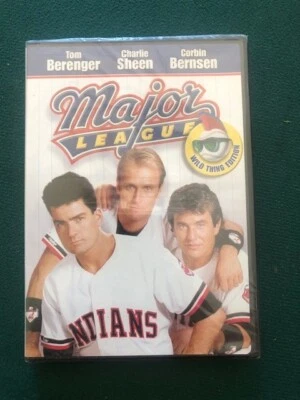 Tom Charlie Corbin
Berenger Sheen Bernsen
Major
LEAGUE
WILD THING EDITION
INDIANS